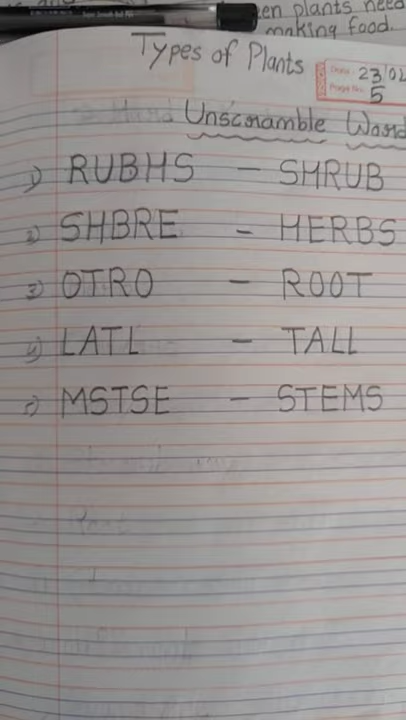 en plants need
making food.
Types of Plants
Date: 23/02
Page No. 5
Unscramble Word
1) RUBHS - SHRUB
2) SHBRE - HERBS
3) OTRO - ROOT
4) LATL - TALL
5) MSTSE - STEMS